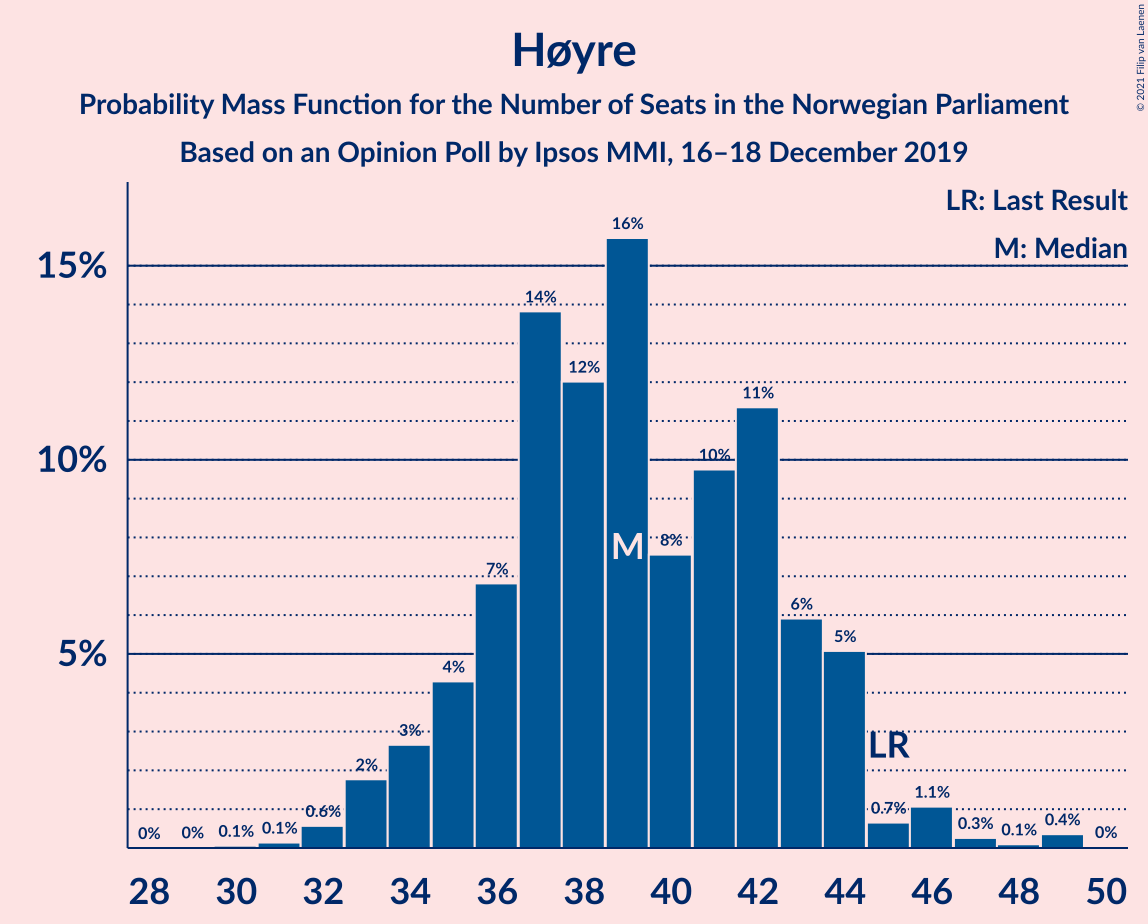 Høyre
Probability Mass Function for the Number of Seats in the Norwegian Parliament
Based on an Opinion Poll by Ipsos MMI, 16–18 December 2019
© 2021 Filip van Laenen
LR: Last Result
M: Median
15%
10%
5%
0%
0%
0.1%
0.1%
0.6%
2%
3%
4%
7%
14%
12%
16%
8%
10%
11%
6%
5%
0.7%
1.1%
0.3%
0.1%
0.4%
0%
M
LR
28 30 32 34 36 38 40 42 44 46 48 50